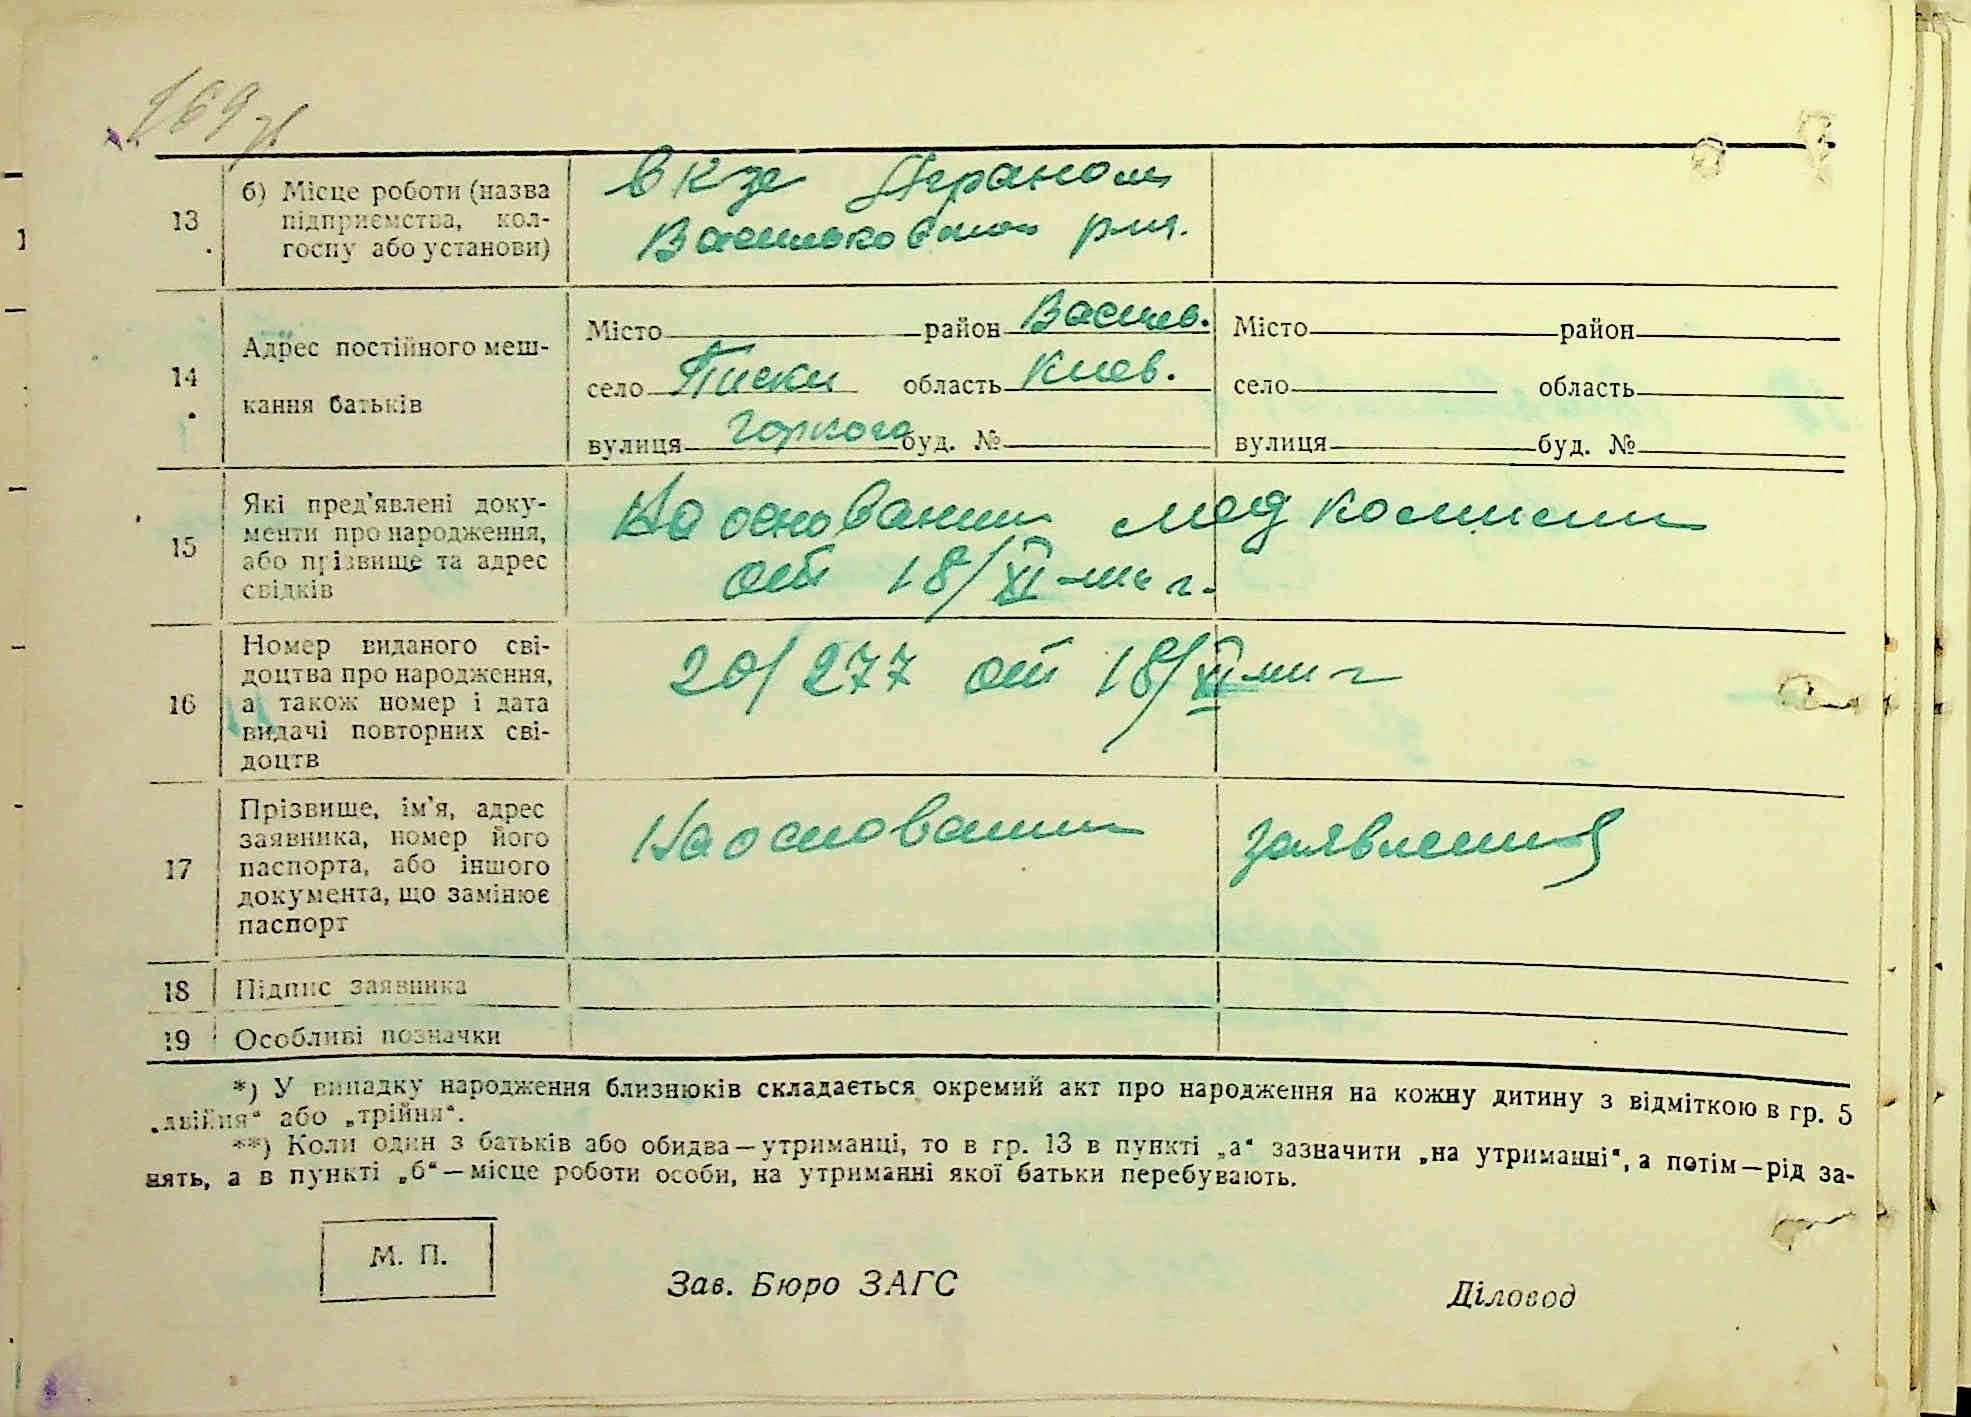 169
13
б) Місце роботи (назва
підприємства, кол-
госпу або установи)
в к-зе
Васильковском
14
Адрес постійного меш-
кання батьків
Місто район Васильков. Місто район
село Писки область Киев. село область
вулиця Горкого буд. № вулиця буд. №
15
Які пред'явлені доку-
менти про народження,
або прізвище та адрес
свідків
На основании мед комисии
от 18/XI
16
Номер виданого сві-
доцтва про народження,
а також номер і дата
видачі повторних сві-
доцтв
20/277 от 18/XI
17
Прізвище, ім'я, адрес
заявника, номер його
паспорта, або іншого
документа, що замінює
паспорт
На основании заявления
18 Підпис заявника
19 Особливі позначки
*) У випадку народження близнюків складається окремий акт про народження на кожну дитину з відміткою в гр. 5
„двійня“ або „трійня“.
**) Коли один з батьків або обидва—утриманці, то в гр. 13 в пункті „а“ зазначити „на утриманні“, а потім—рід за-
нять, а в пункті „б“—місце роботи особи, на утриманні якої батьки перебувають.
М. П.
Зав. Бюро ЗАГС
Діловод